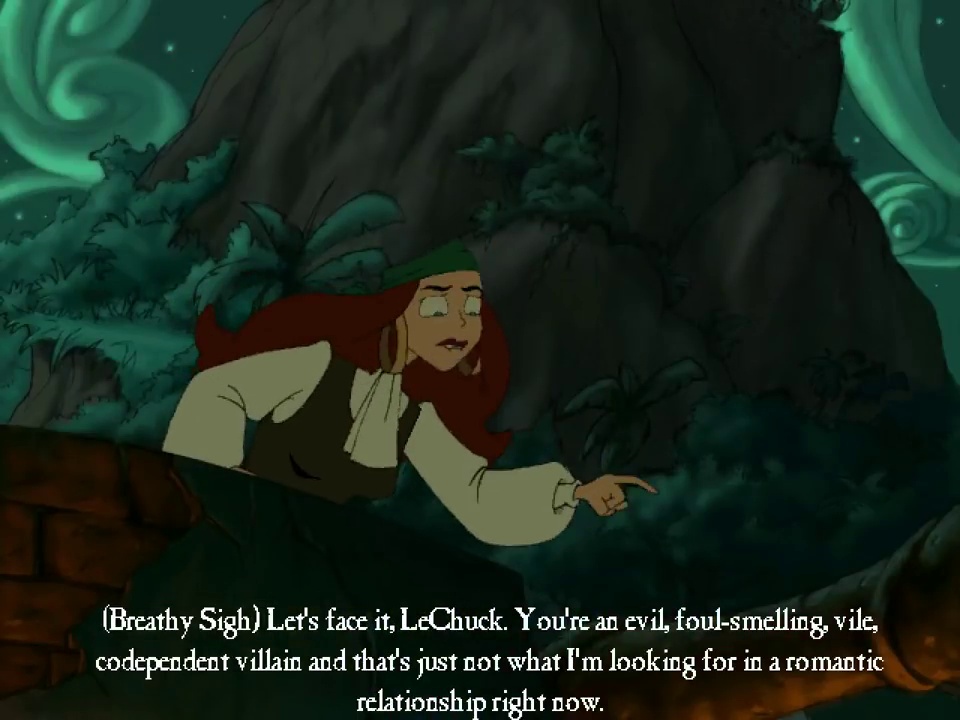 (Breathy Sigh) Let's face it, LeChuck. You're an evil, foul-smelling, vile,
codependent villain and that's just not what I'm looking for in a romantic
relationship right now.